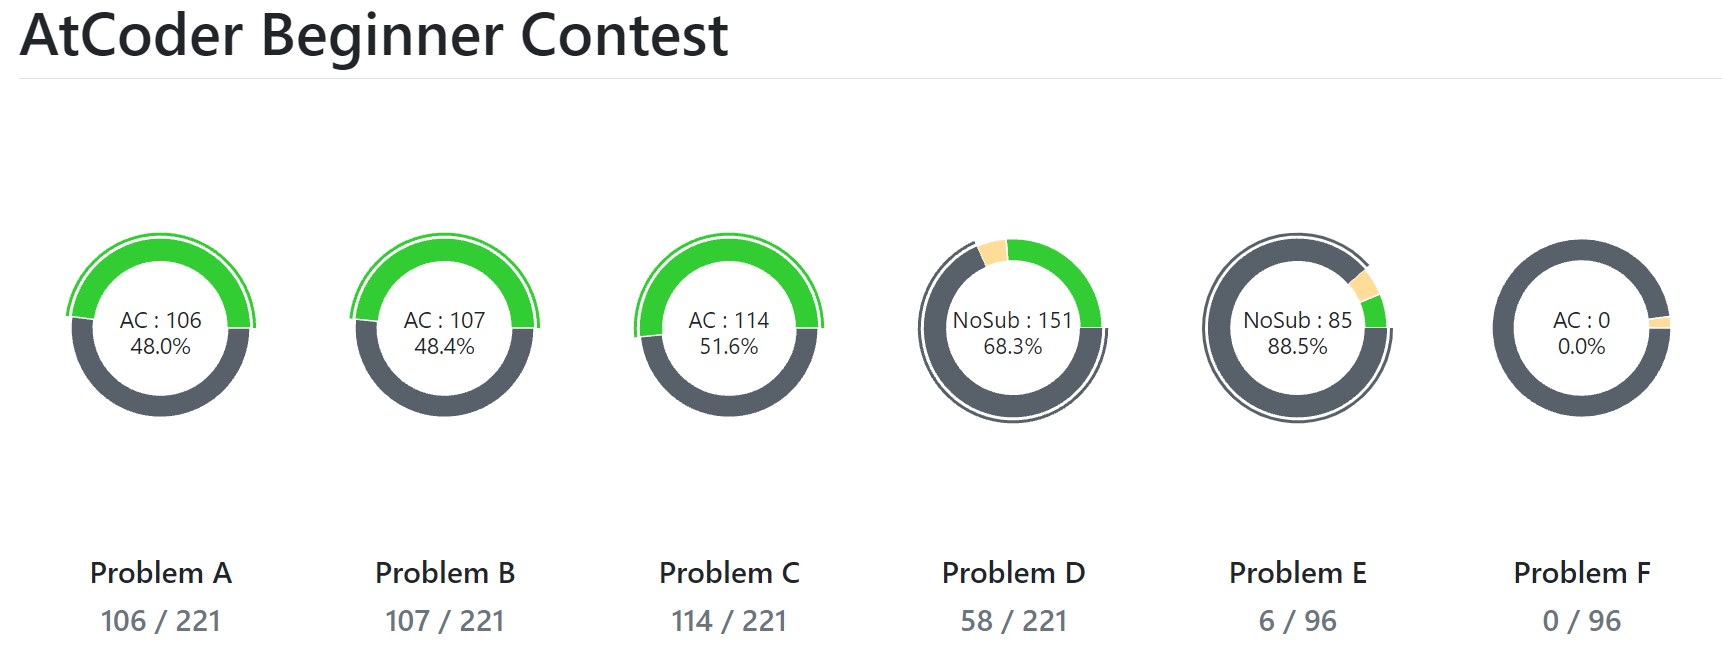 AtCoder Beginner Contest
AC : 106
48.0%
AC : 107
48.4%
AC : 114
51.6%
NoSub : 151
68.3%
NoSub : 85
88.5%
AC : 0
0.0%
Problem A
106 / 221
Problem B
107 / 221
Problem C
114 / 221
Problem D
58 / 221
Problem E
6 / 96
Problem F
0 / 96